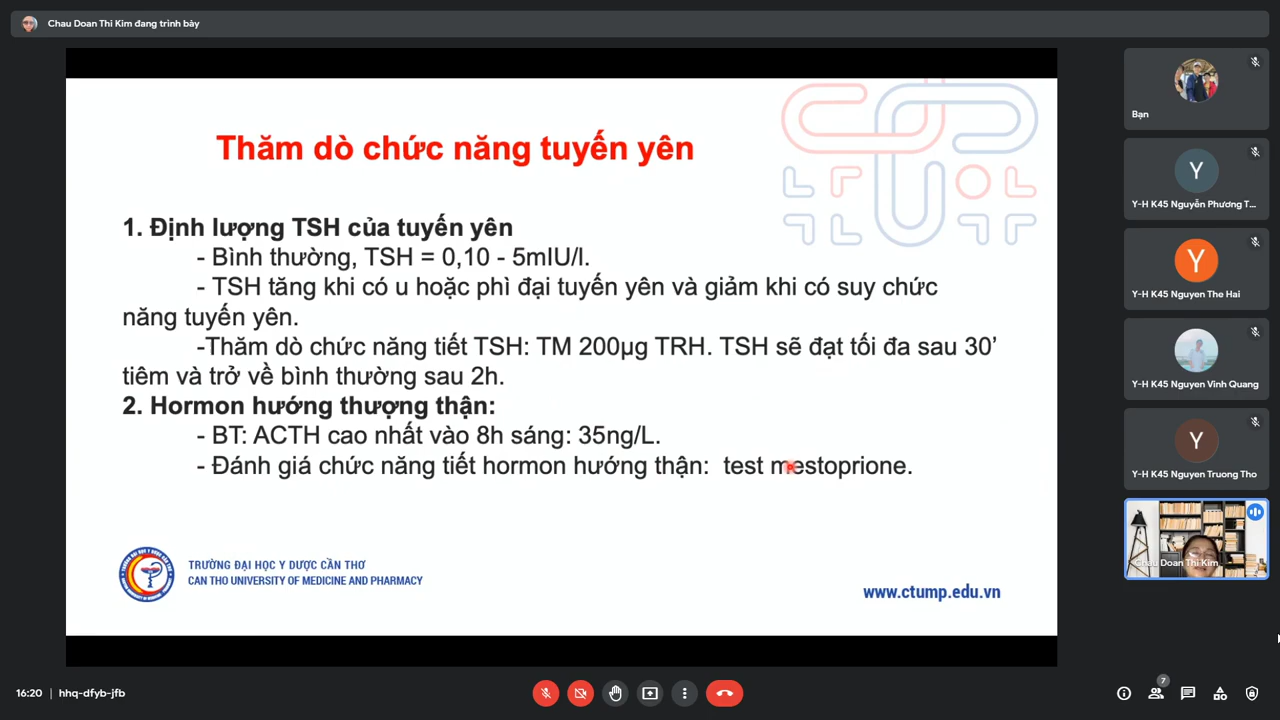 Chau Doan Thi Kim đang trình bày
Thăm dò chức năng tuyến yên
1. Định lượng TSH của tuyến yên
- Bình thường, TSH = 0,10 - 5mIU/l.
- TSH tăng khi có u hoặc phì đại tuyến yên và giảm khi có suy chức
năng tuyến yên.
-Thăm dò chức năng tiết TSH: TM 200µg TRH. TSH sẽ đạt tối đa sau 30’
tiêm và trở về bình thường sau 2h.
2. Hormon hướng thượng thận:
- BT: ACTH cao nhất vào 8h sáng: 35ng/L.
- Đánh giá chức năng tiết hormon hướng thận: test mestoprione.
TRƯỜNG ĐẠI HỌC Y DƯỢC CẦN THƠ
CAN THO UNIVERSITY OF MEDICINE AND PHARMACY
www.ctump.edu.vn
Bạn
Y
Y-H K45 Nguyễn Phương T...
Y
Y-H K45 Nguyen The Hai
Y-H K45 Nguyen Vinh Quang
Y
Y-H K45 Nguyen Truong Tho
Chau Doan Thi Kim
16:20 | hhq-dfyb-jfb
7